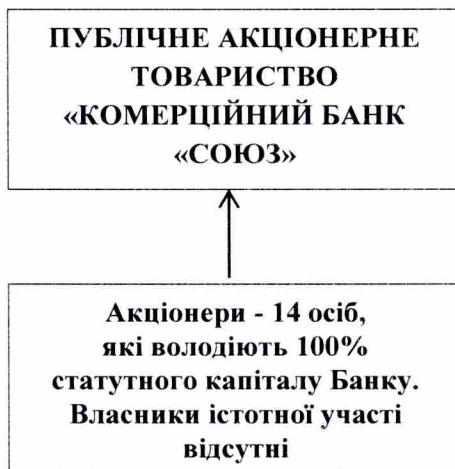 ПУБЛІЧНЕ АКЦІОНЕРНЕ
ТОВАРИСТВО
«КОМЕРЦІЙНИЙ БАНК
«СОЮЗ»
Акціонери - 14 осіб,
які володіють 100%
статутного капіталу Банку.
Власники істотної участі
відсутні